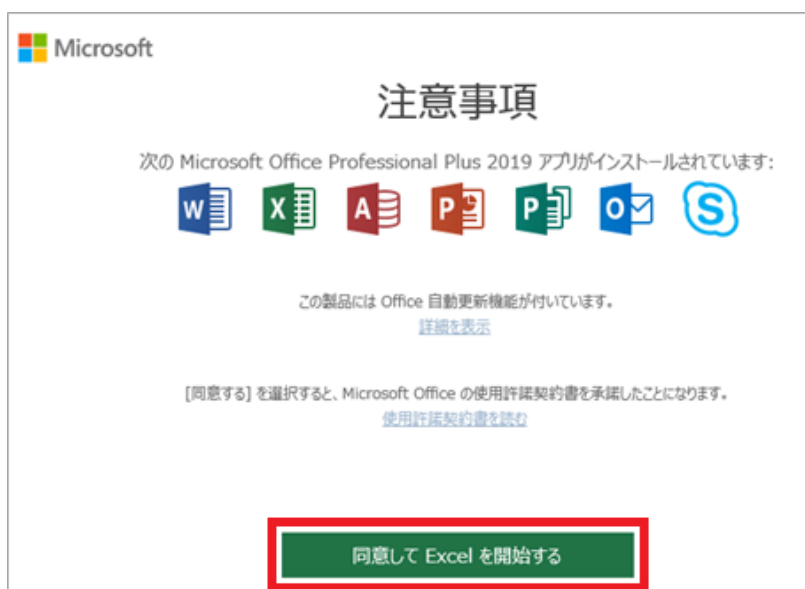 Microsoft
注意事項
次の Microsoft Office Professional Plus 2019 アプリがインストールされています:
W X A P P O S
この製品には Office 自動更新機能が付いています。
詳細を表示
[同意する] を選択すると、Microsoft Office の使用許諾契約書を承諾したことになります。
使用許諾契約書を読む
同意して Excel を開始する